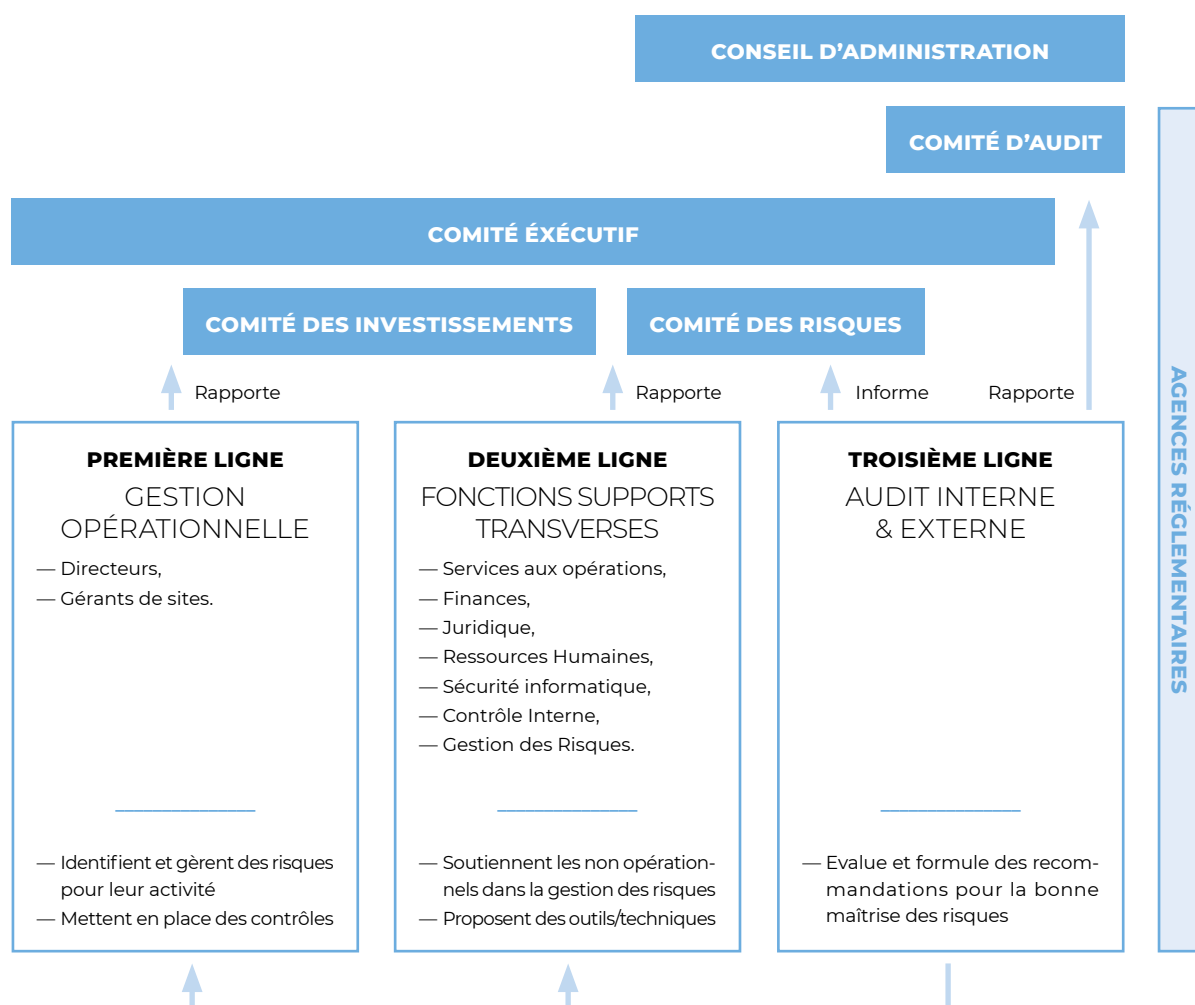 CONSEIL D’ADMINISTRATION
COMITÉ D’AUDIT
COMITÉ ÉXÉCUTIF
COMITÉ DES INVESTISSEMENTS
COMITÉ DES RISQUES
Rapporte
Rapporte
Informe
Rapporte
PREMIÈRE LIGNE
GESTION
OPÉRATIONNELLE
— Directeurs,
— Gérants de sites.
— Identifient et gèrent des risques
pour leur activité
— Mettent en place des contrôles
DEUXIÈME LIGNE
FONCTIONS SUPPORTS
TRANSVERSES
— Services aux opérations,
— Finances,
— Juridique,
— Ressources Humaines,
— Sécurité informatique,
— Contrôle Interne,
— Gestion des Risques.
— Soutiennent les non opération-
nels dans la gestion des risques
— Proposent des outils/techniques
TROISIÈME LIGNE
AUDIT INTERNE
& EXTERNE
— Evalue et formule des recom-
mandations pour la bonne
maîtrise des risques
AGENCES RÉGLEMENTAIRES